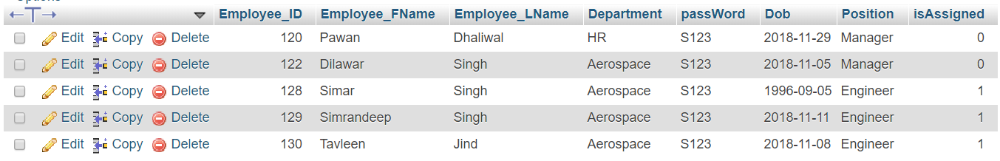 Options
Employee_ID Employee_FName Employee_LName Department passWord Dob Position isAssigned
Edit Copy Delete 120 Pawan Dhaliwal HR S123 2018-11-29 Manager 0
Edit Copy Delete 122 Dilawar Singh Aerospace S123 2018-11-05 Manager 0
Edit Copy Delete 128 Simar Singh Aerospace S123 1996-09-05 Engineer 1
Edit Copy Delete 129 Simrandeep Singh Aerospace S123 2018-11-11 Engineer 1
Edit Copy Delete 130 Tavleen Jind Aerospace S123 2018-11-08 Engineer 1